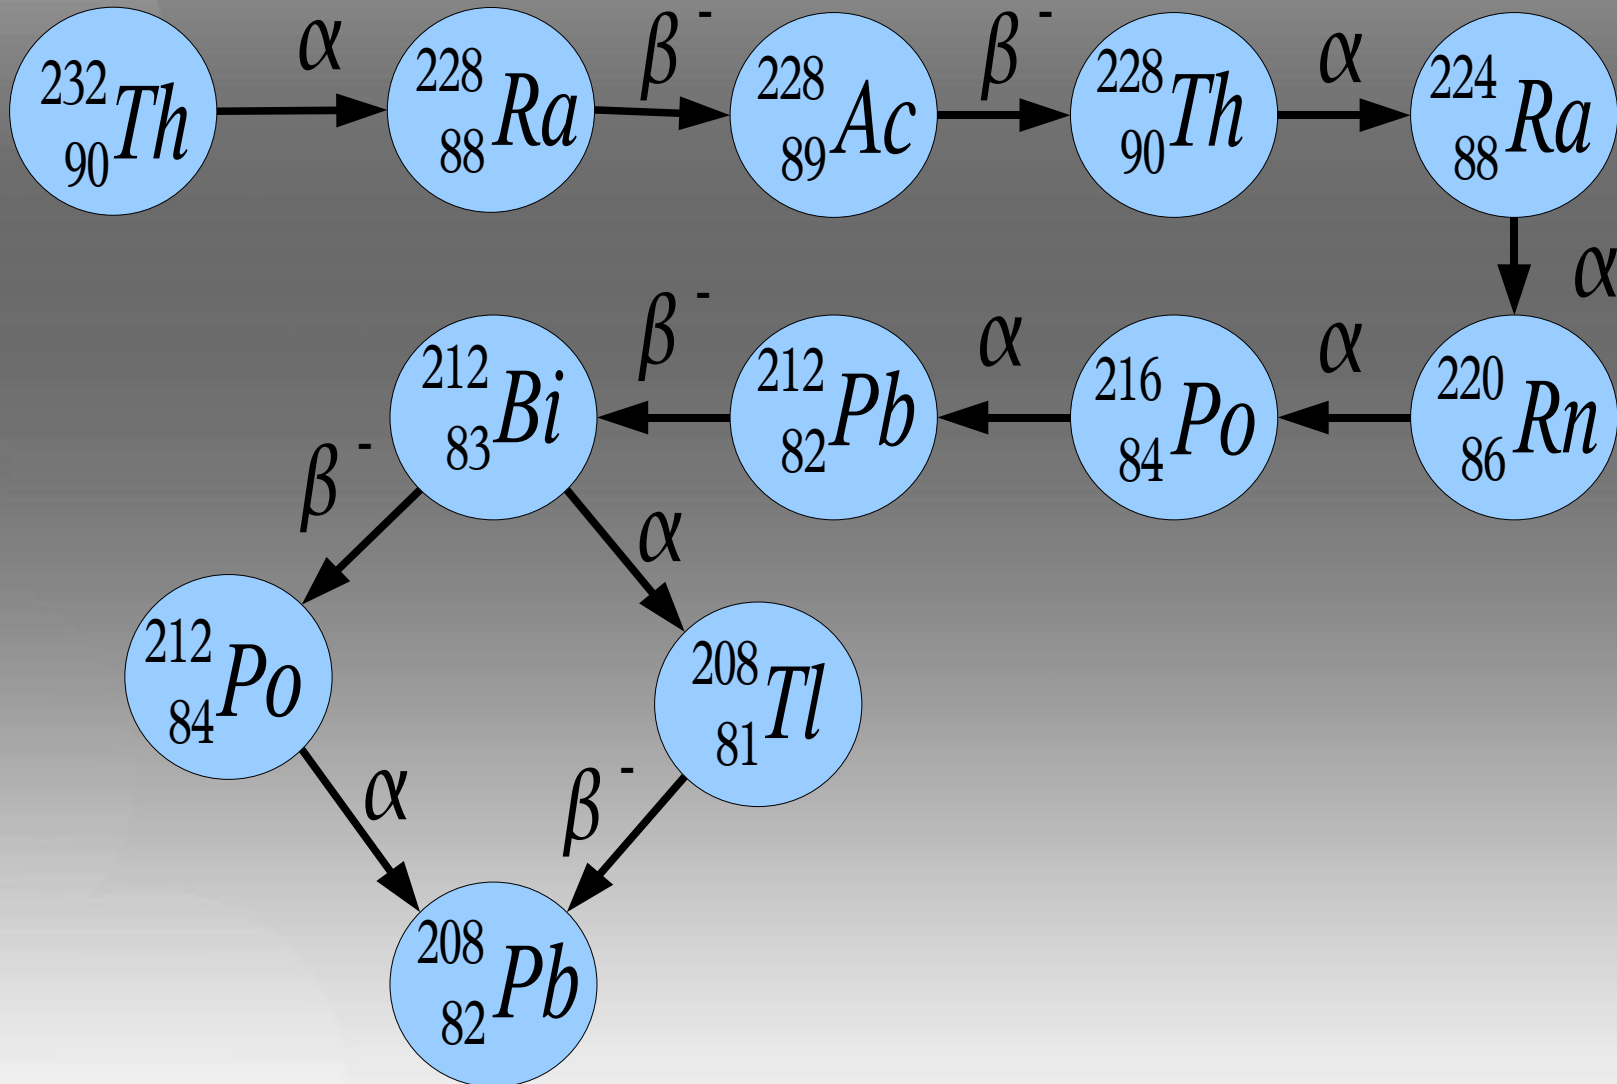 232 90 Th α 228 88 Ra β - 228 89 Ac β - 228 90 Th α 224 88 Ra
α
212 83 Bi β - 212 82 Pb α 216 84 Po α 220 86 Rn
β - α
212 84 Po 208 81 Tl
α β -
208 82 Pb